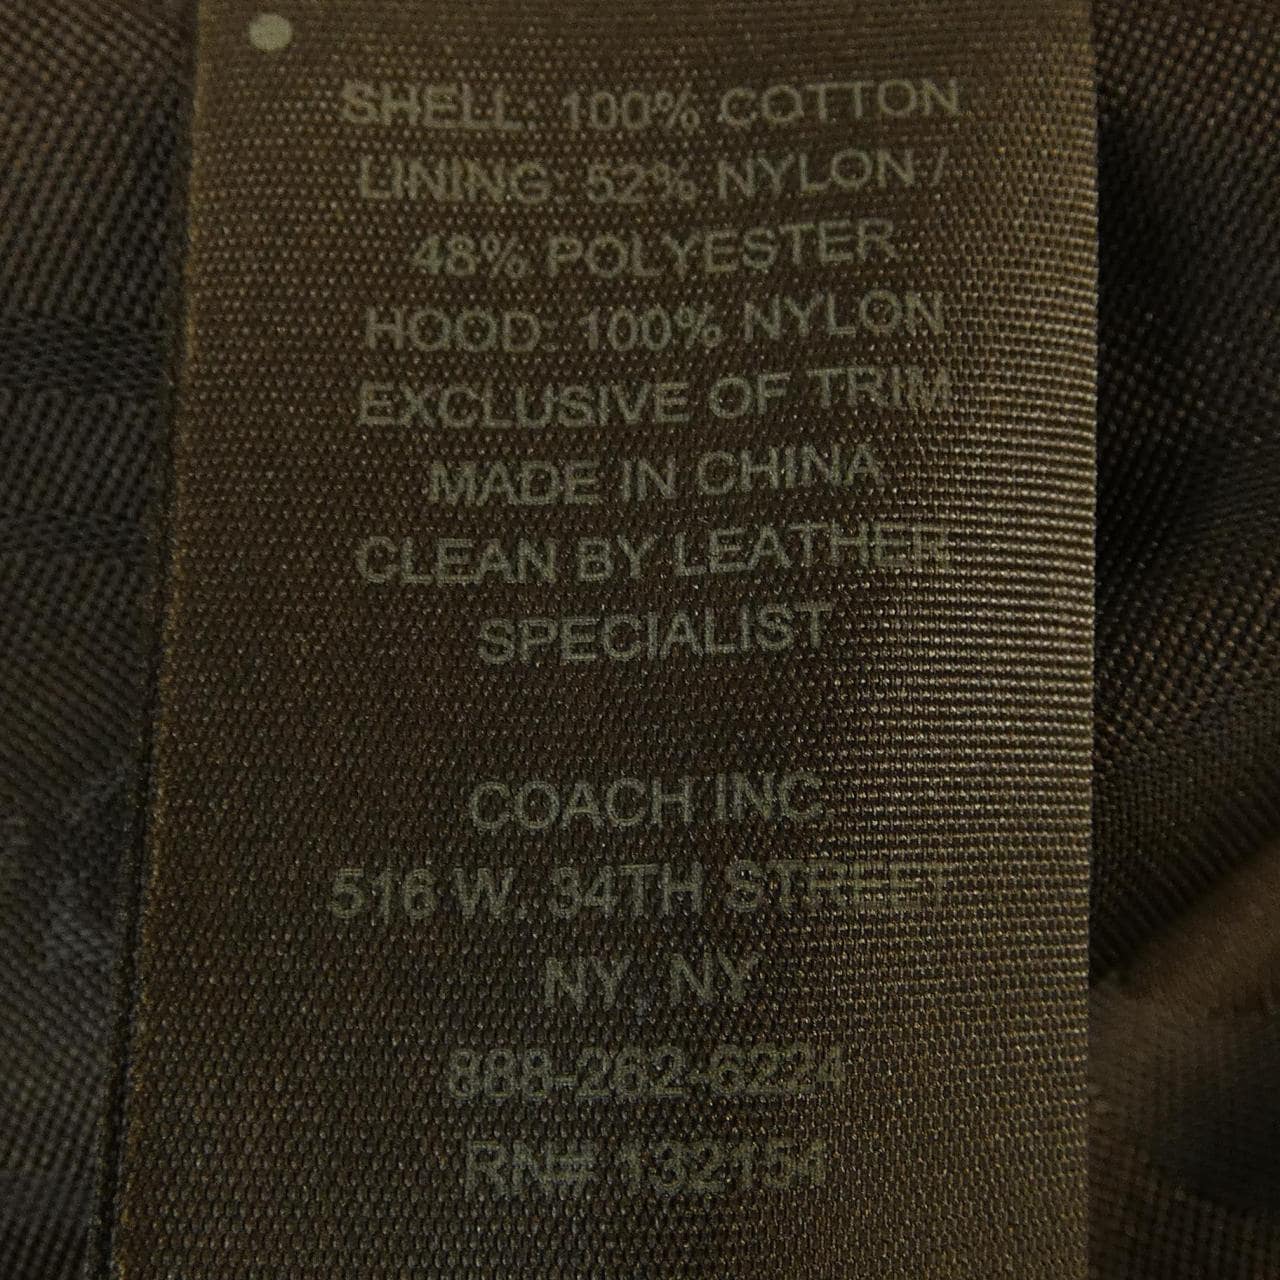 SHELL: 100% COTTON
LINING: 52% NYLON /
48% POLYESTER
HOOD: 100% NYLON
EXCLUSIVE OF TRIM
MADE IN CHINA
CLEAN BY LEATHER
SPECIALIST
COACH INC.
516 W. 34TH STREET
NY, NY
888-262-6224
RN# 132154